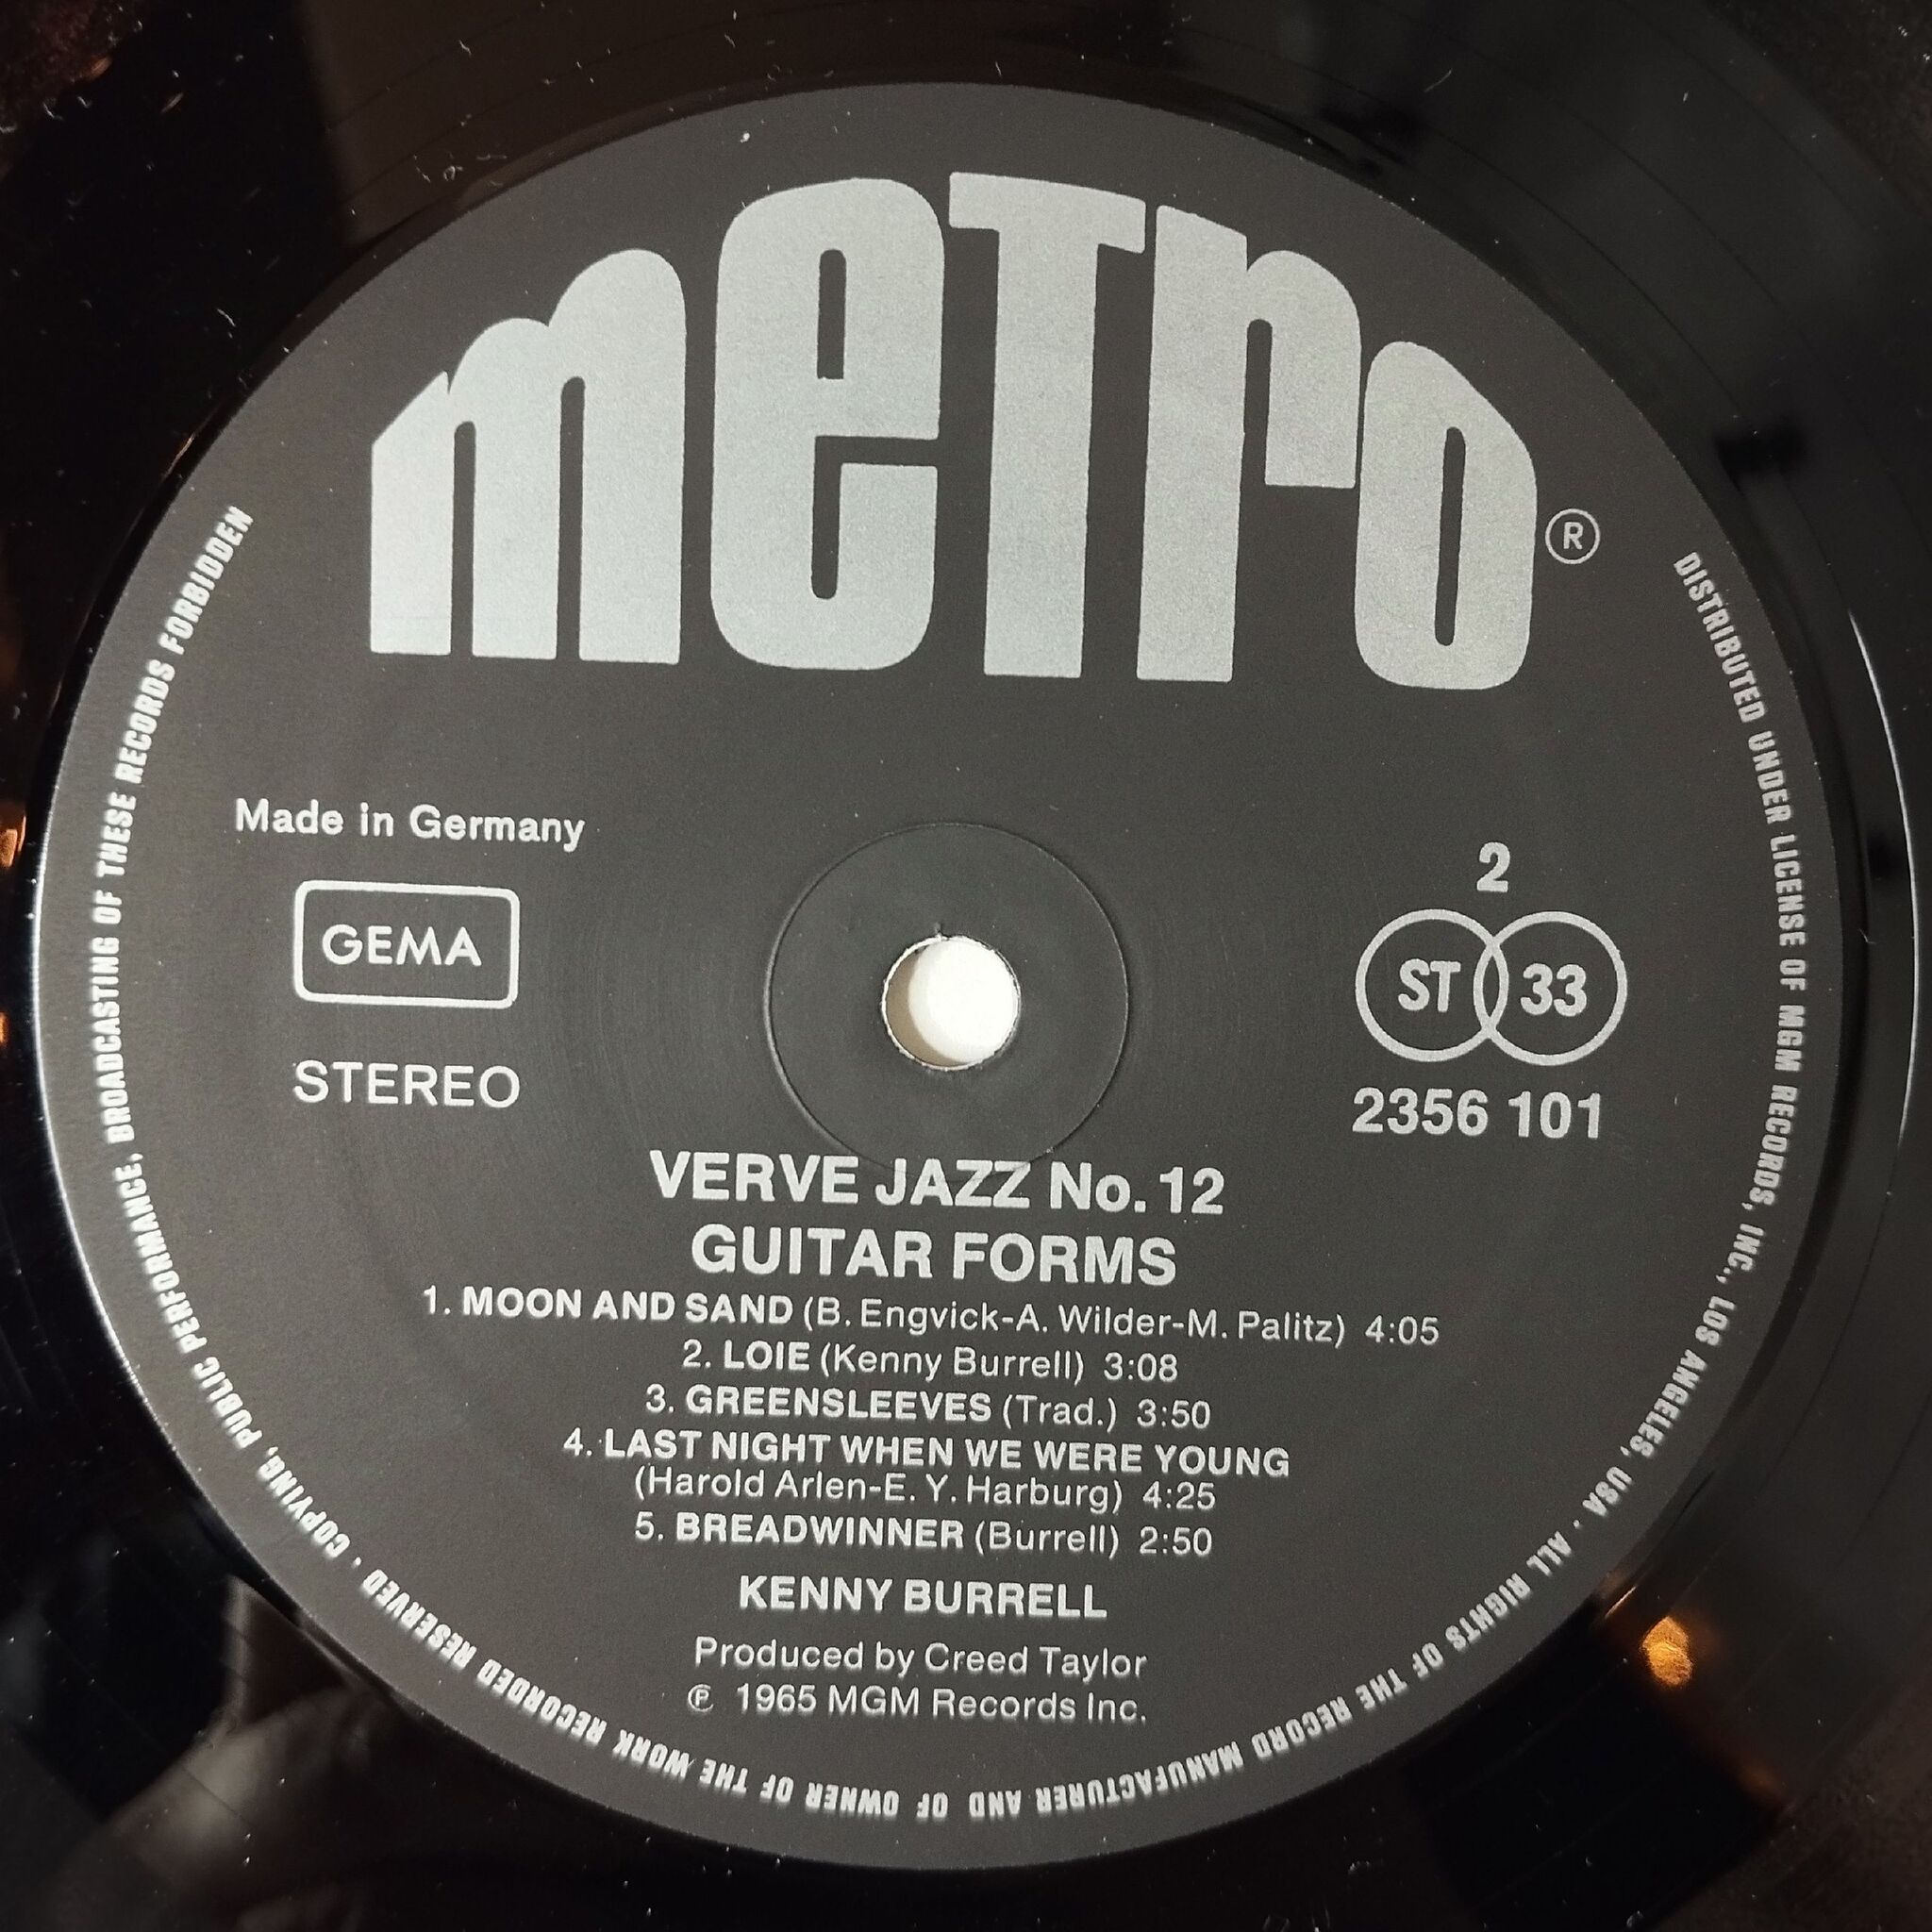 metro ®
Made in Germany
GEMA
STEREO
2
ST 33
2356 101
VERVE JAZZ No. 12
GUITAR FORMS
1. MOON AND SAND (B. Engvick-A. Wilder-M. Palitz) 4:05
2. LOIE (Kenny Burrell) 3:08
3. GREENSLEEVES (Trad.) 3:50
4. LAST NIGHT WHEN WE WERE YOUNG
(Harold Arlen-E. Y. Harburg) 4:25
5. BREADWINNER (Burrell) 2:50
KENNY BURRELL
Produced by Creed Taylor
℗ 1965 MGM Records Inc.
DISTRIBUTED UNDER LICENSE OF MGM RECORDS, INC., LOS ANGELES, USA · ALL RIGHTS OF THE RECORD MANUFACTURER AND OF OWNER OF THE WORK RECORDED RESERVED · COPYING, PUBLIC PERFORMANCE, BROADCASTING OF THESE RECORDS FORBIDDEN